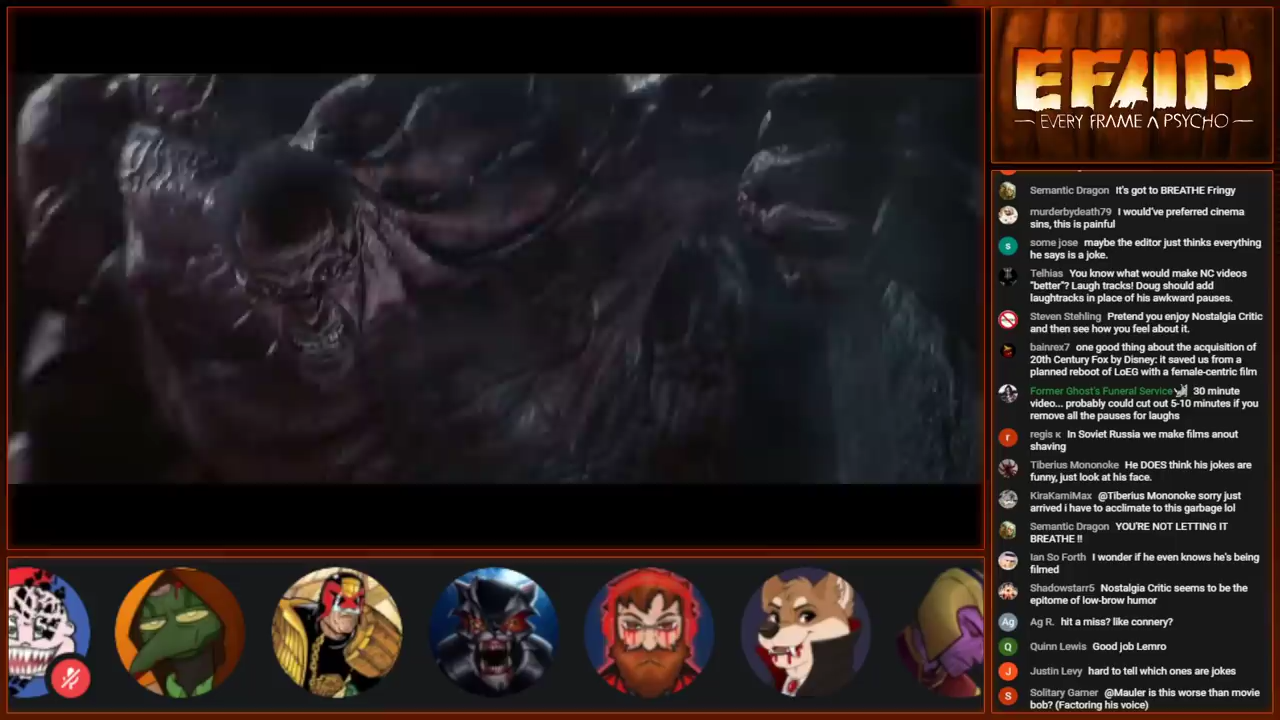 EFAP
EVERY FRAME A PSYCHO
Semantic Dragon It's got to BREATHE Fringy
murderbydeath79 I would've preferred cinema
sins, this is painful
s
some jose maybe the editor just thinks everything
he says is a joke.
Telhias You know what would make NC videos
"better"? Laugh tracks! Doug should add
laughtracks in place of his awkward pauses.
Steven Stehling Pretend you enjoy Nostalgia Critic
and then see how you feel about it.
bainrex7 one good thing about the acquisition of
20th Century Fox by Disney: it saved us from a
planned reboot of LoEG with a female-centric film
Former Ghost's Funeral Service 30 minute
video... probably could cut out 5-10 minutes if you
remove all the pauses for laughs
r
regis ĸ In Soviet Russia we make films anout
shaving
Tiberius Mononoke He DOES think his jokes are
funny, just look at his face.
KiraKamiMax @Tiberius Mononoke sorry just
arrived i have to acclimate to this garbage lol
Semantic Dragon YOU'RE NOT LETTING IT
BREATHE !!
Ian So Forth I wonder if he even knows he's being
filmed
Shadowstarr5 Nostalgia Critic seems to be the
epitome of low-brow humor
Ag
Ag R. hit a miss? like connery?
Q
Quinn Lewis Good job Lemro
J
Justin Levy hard to tell which ones are jokes
S
Solitary Gamer @Mauler is this worse than movie
bob? (Factoring his voice)